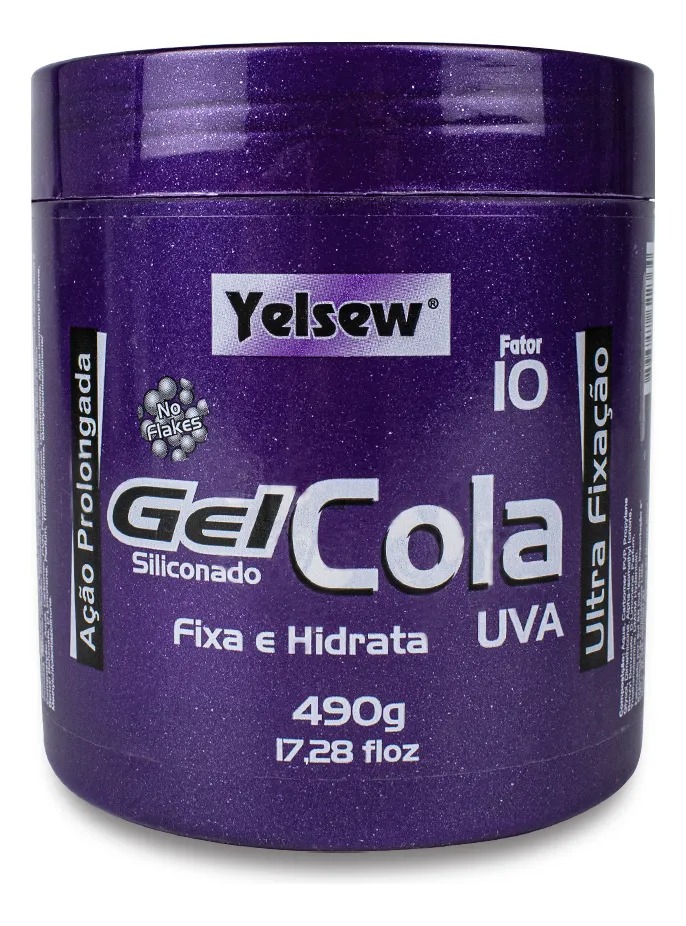 Yelsew®
Fator
10
No
Flakes
Ação Prolongada
Ultra Fixação
Gel Cola
Siliconado
UVA
Fixa e Hidrata
490g
17,28 floz